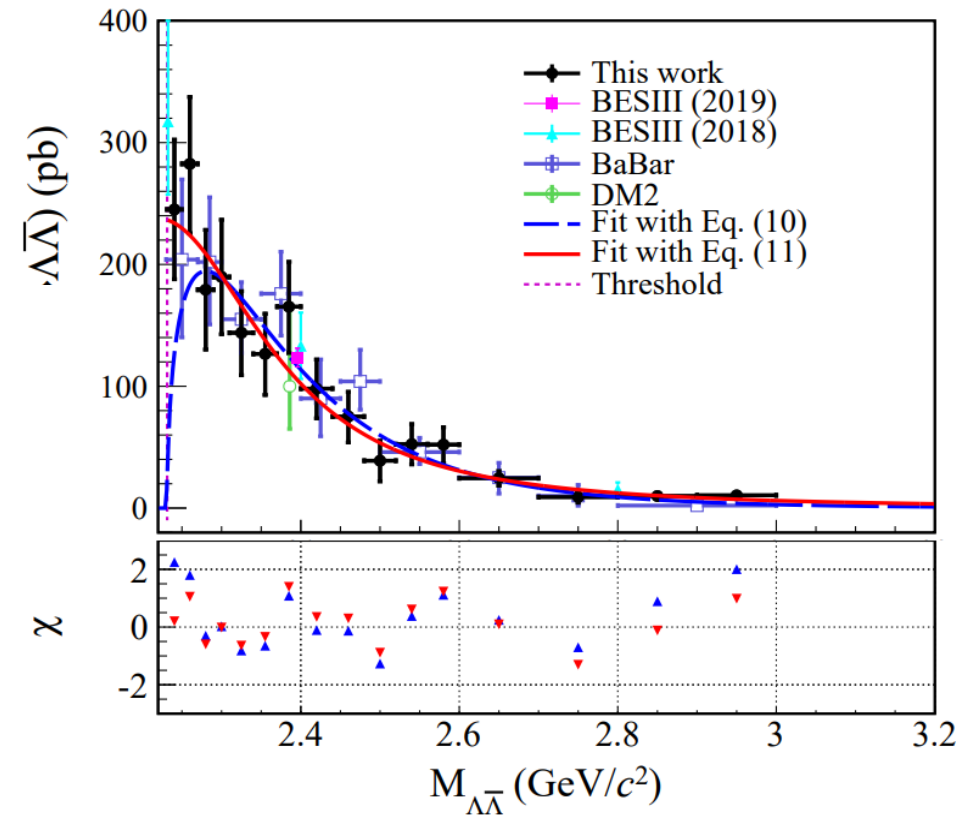 400
300
200
100
0
ΛΛ̅) (pb)
This work
BESIII (2019)
BESIII (2018)
BaBar
DM2
Fit with Eq. (10)
Fit with Eq. (11)
Threshold
2
0
-2
χ
2.4 2.6 2.8 3 3.2
M_ΛΛ̅ (GeV/c²)